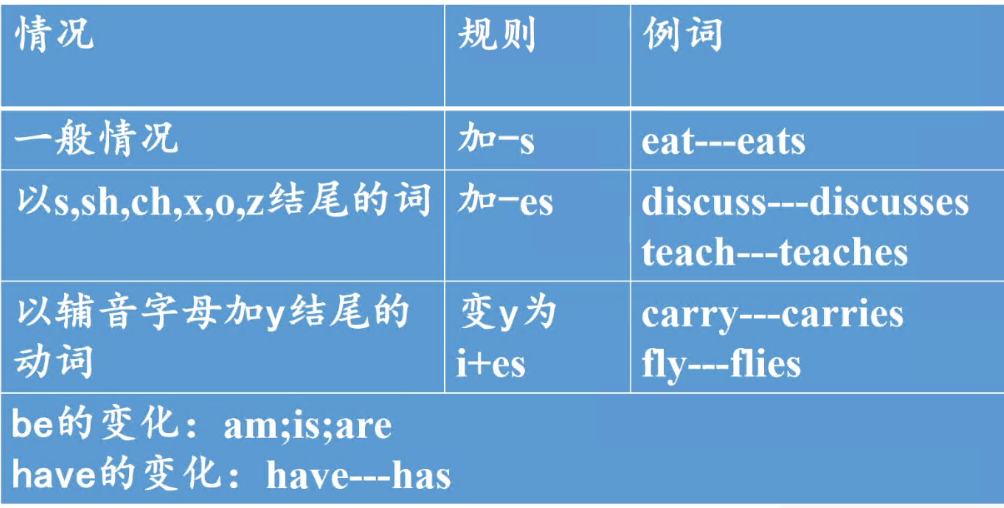 情况 规则 例词
一般情况 加-s eat---eats
以s,sh,ch,x,o,z结尾的词 加-es discuss---discusses
teach---teaches
以辅音字母加y结尾的 变y为 carry---carries
动词 i+es fly---flies
be的变化：am;is;are
have的变化：have---has